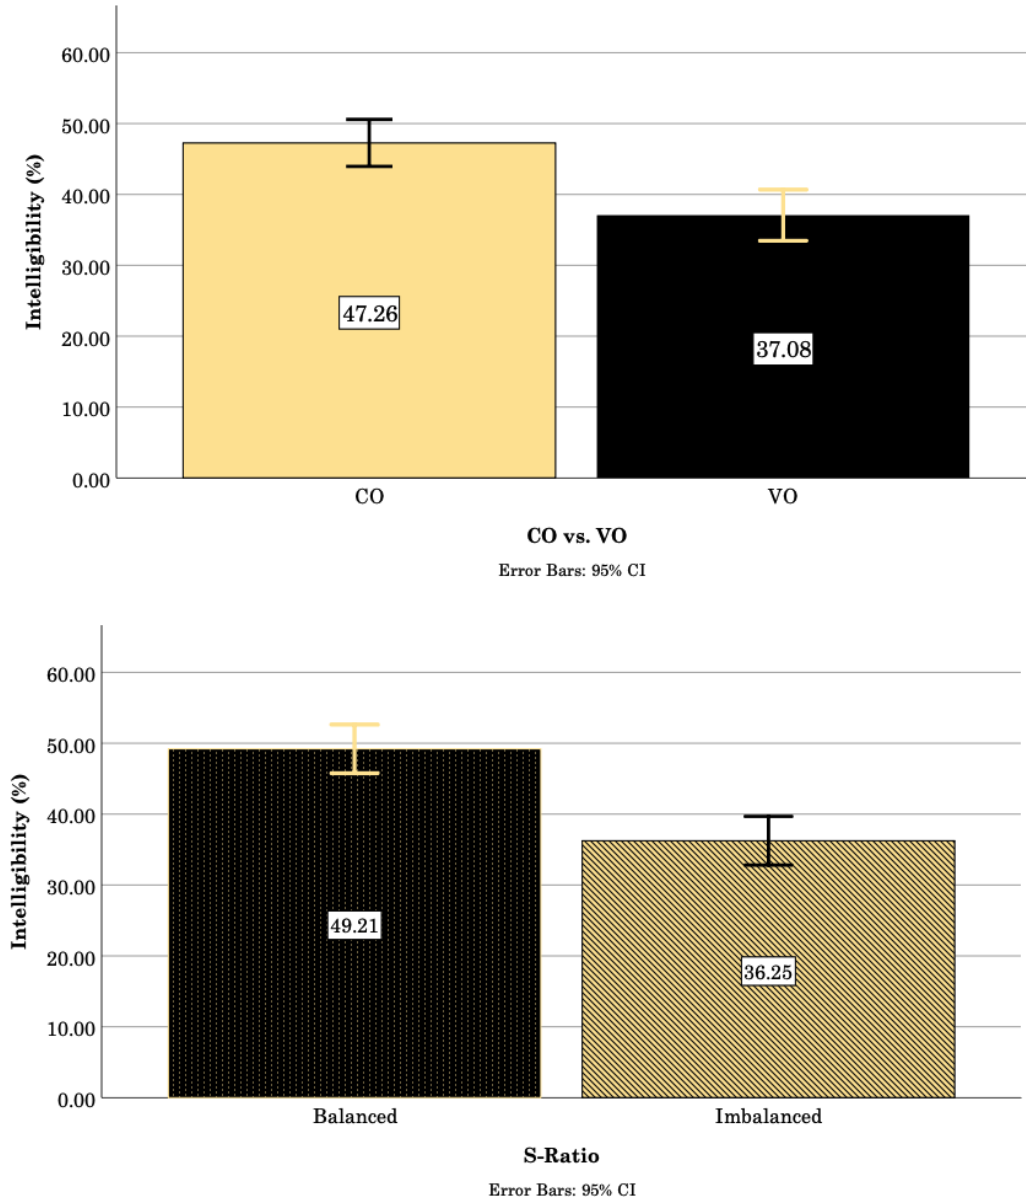 60.00
50.00
40.00
30.00
20.00
10.00
0.00
Intelligibility (%)
47.26
37.08
CO
VO
CO vs. VO
Error Bars: 95% CI
60.00
50.00
40.00
30.00
20.00
10.00
0.00
Intelligibility (%)
49.21
36.25
Balanced
Imbalanced
S-Ratio
Error Bars: 95% CI